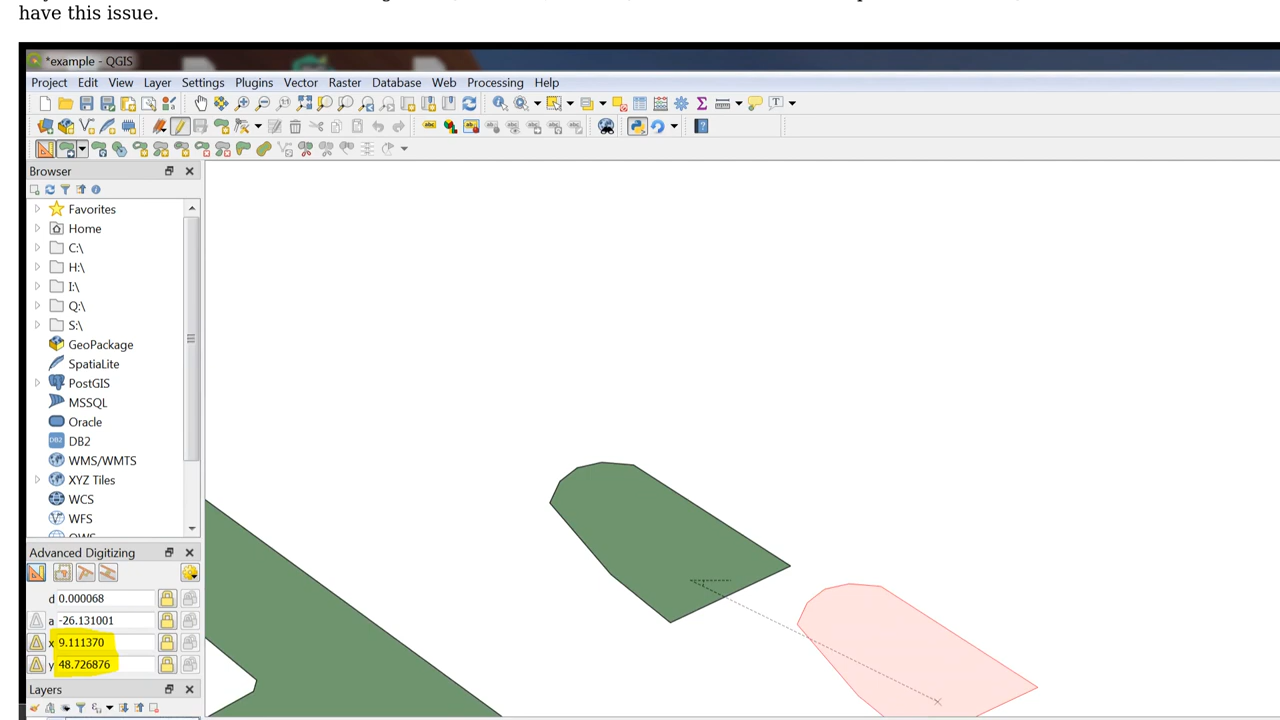 have this issue.
*example - QGIS
Project Edit View Layer Settings Plugins Vector Raster Database Web Processing Help
Browser
Favorites
Home
C:\
H:\
I:\
Q:\
S:\
GeoPackage
SpatiaLite
PostGIS
MSSQL
Oracle
DB2 DB2
WMS/WMTS
XYZ Tiles
WCS
WFS
Advanced Digitizing
d 0.000068
a -26.131001
x 9.111370
y 48.726876
Layers